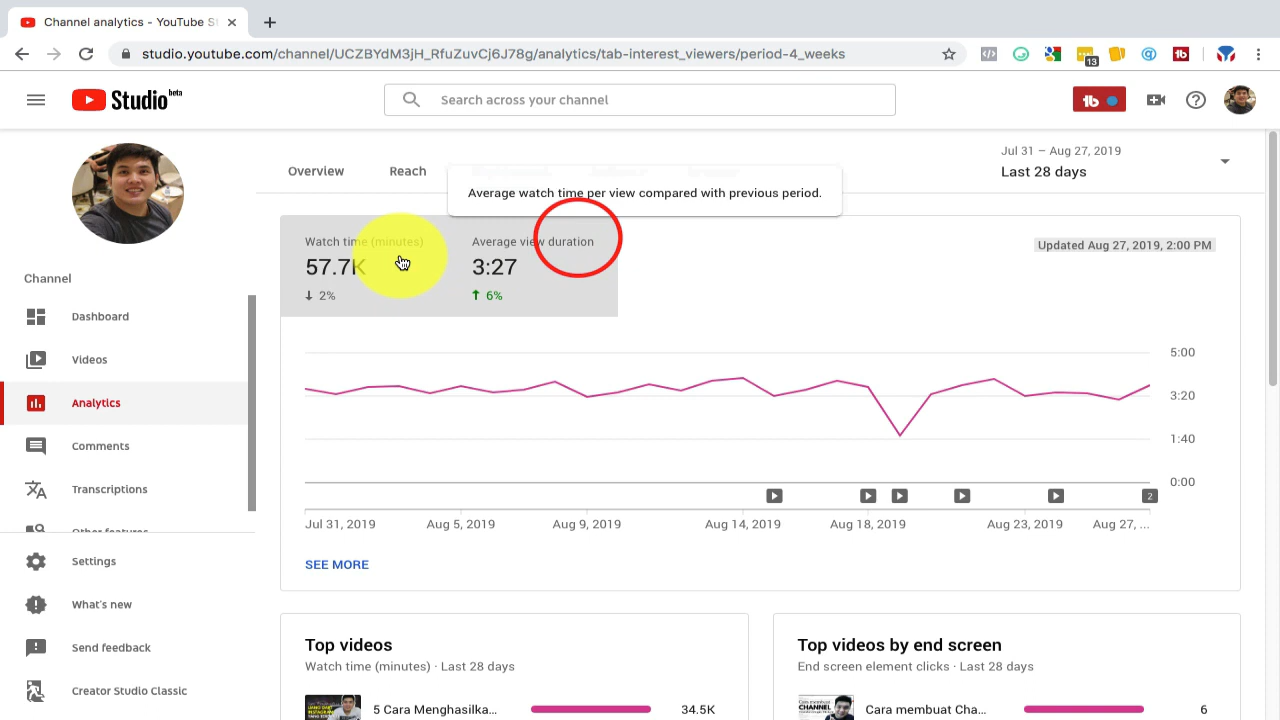 Channel analytics - YouTube S
studio.youtube.com/channel/UCZBYdM3jH_RfuZuvCj6J78g/analytics/tab-interest_viewers/period-4_weeks
13
Studio beta
Search across your channel
Jul 31 – Aug 27, 2019
Last 28 days
Overview
Reach
Average watch time per view compared with previous period.
Watch time (minutes)
57.7K
2%
Average view duration
3:27
6%
Updated Aug 27, 2019, 2:00 PM
5:00
3:20
1:40
0:00
2
Jul 31, 2019
Aug 5, 2019
Aug 9, 2019
Aug 14, 2019
Aug 18, 2019
Aug 23, 2019
Aug 27, ...
SEE MORE
Channel
Dashboard
Videos
Analytics
Comments
Transcriptions
Other features
Settings
What's new
Send feedback
Creator Studio Classic
Top videos
Watch time (minutes) · Last 28 days
5 Cara Menghasilka...
34.5K
Top videos by end screen
End screen element clicks · Last 28 days
Cara membuat Cha...
6